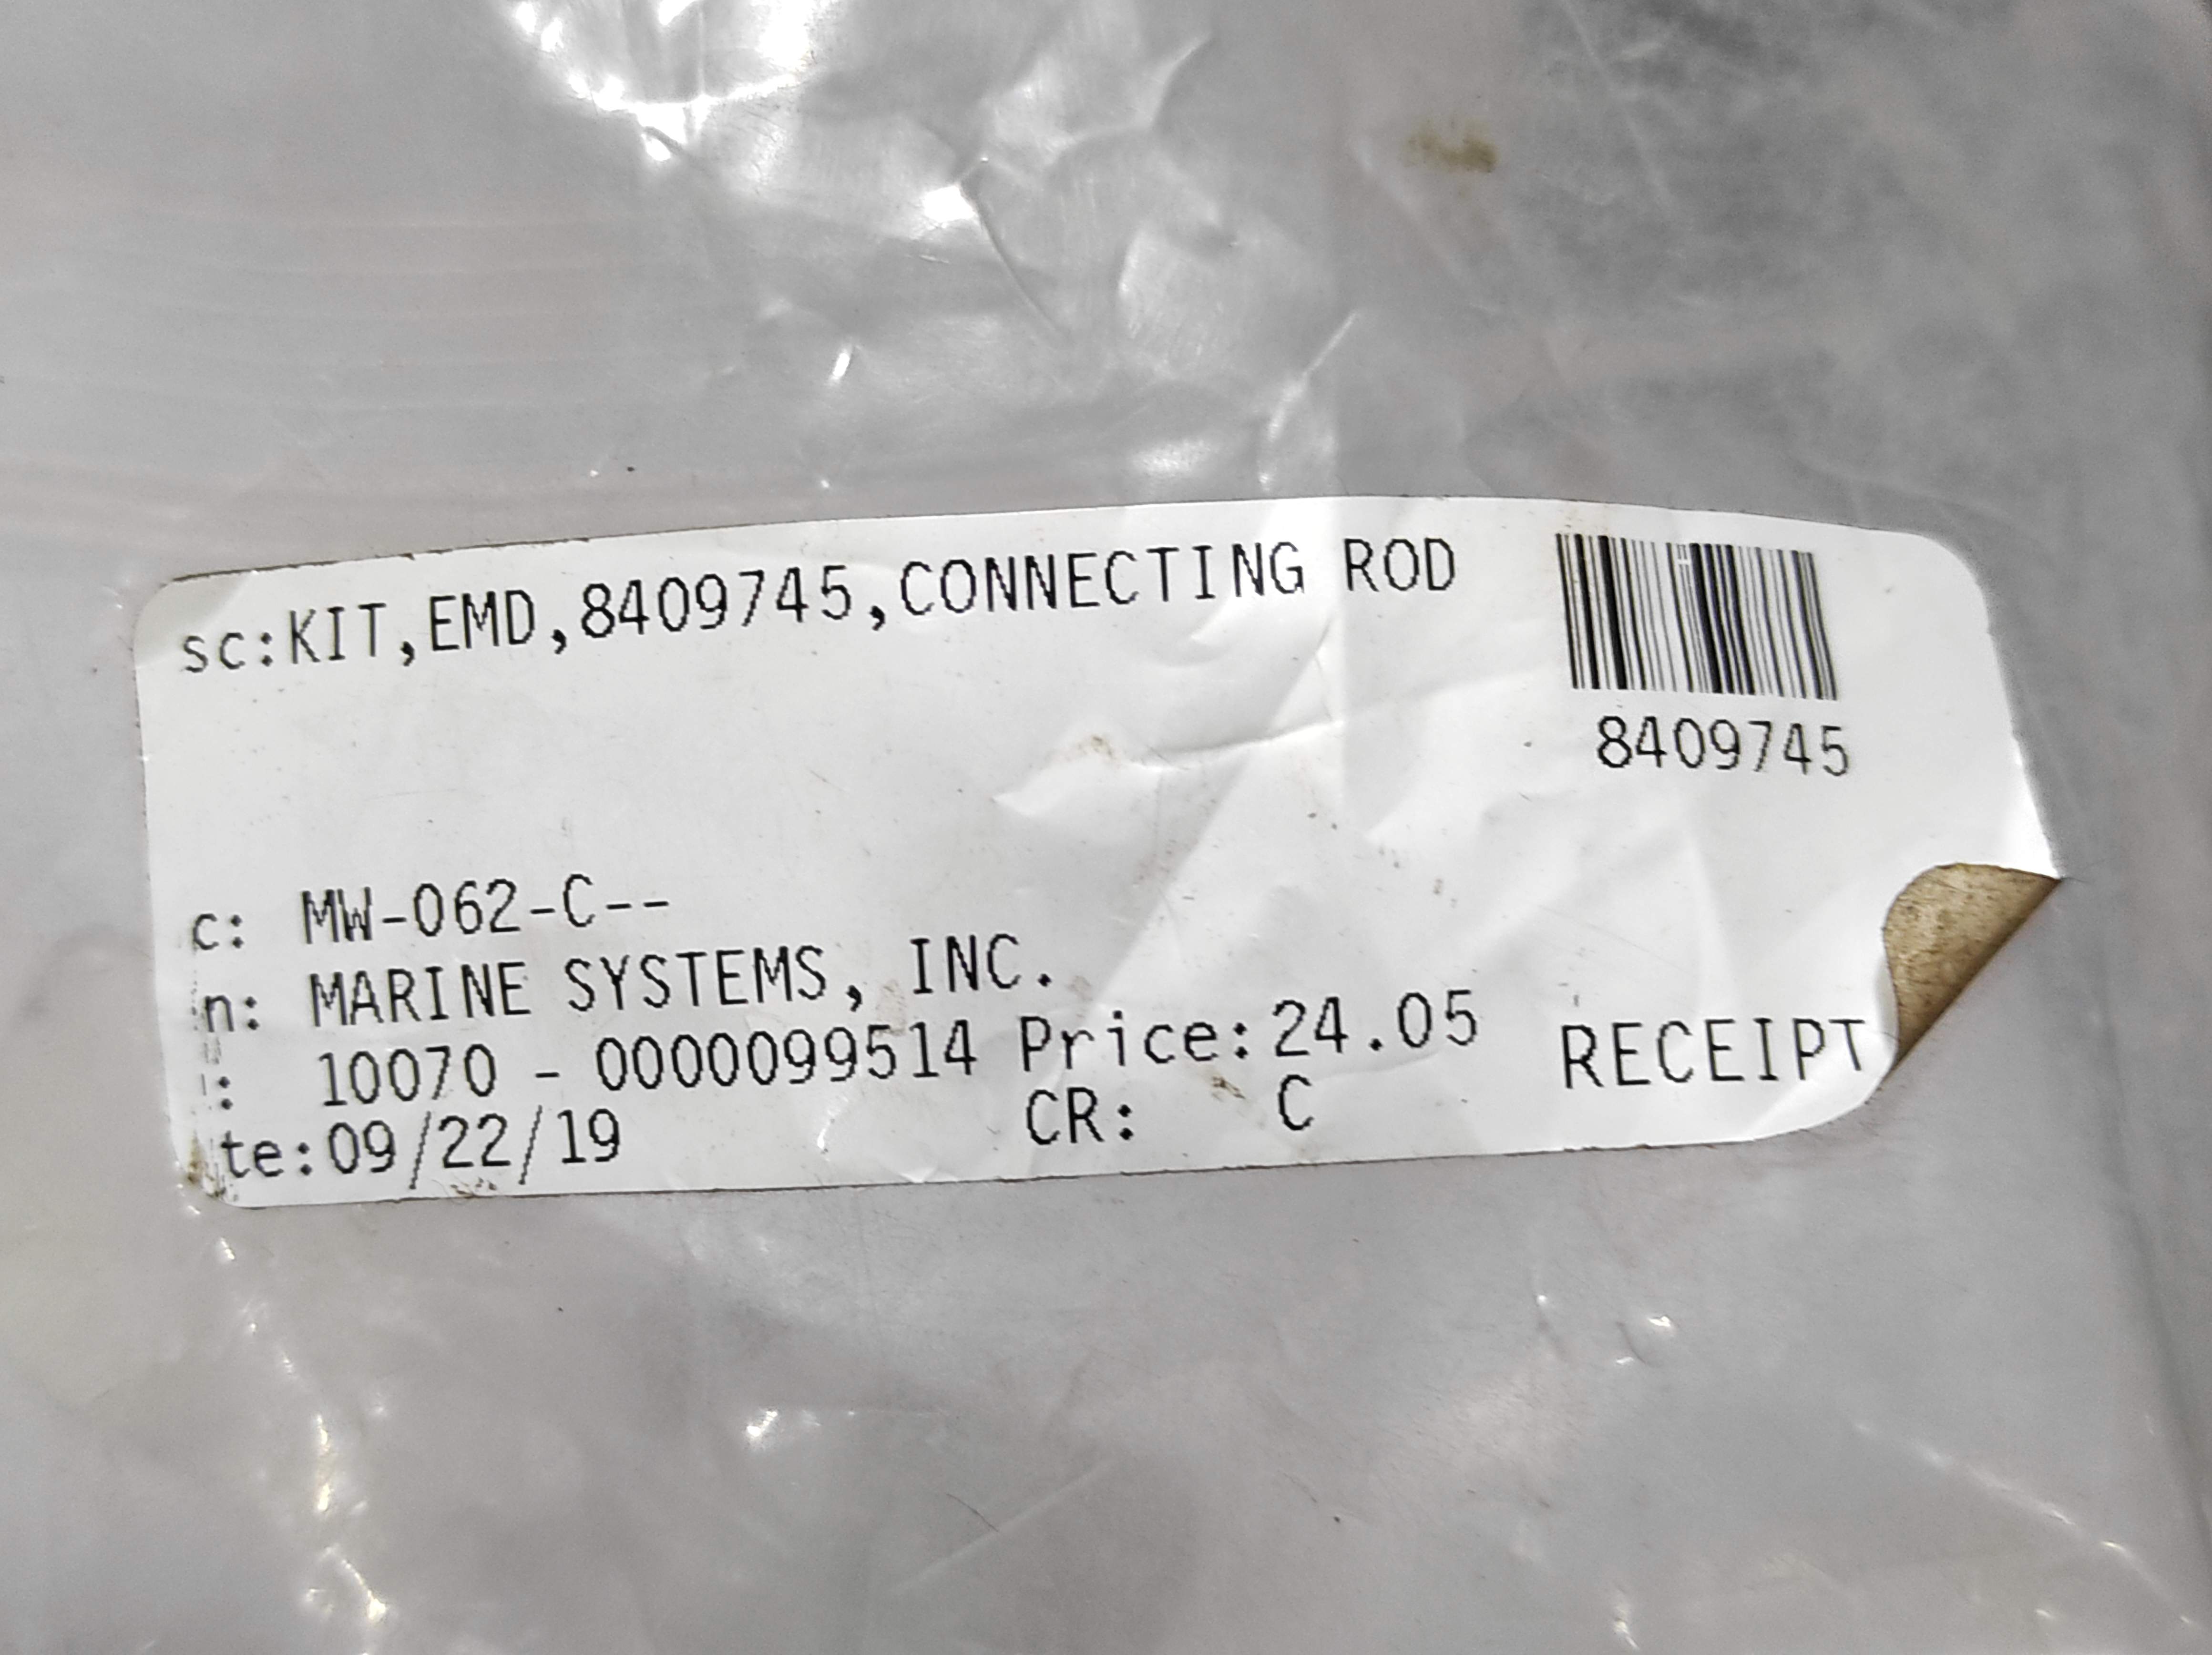 sc:KIT,EMD,8409745,CONNECTING ROD
8409745
c: MW-062-C--
n: MARINE SYSTEMS, INC.
: 10070 - 0000099514 Price:24.05 RECEIPT
te:09/22/19 CR: C